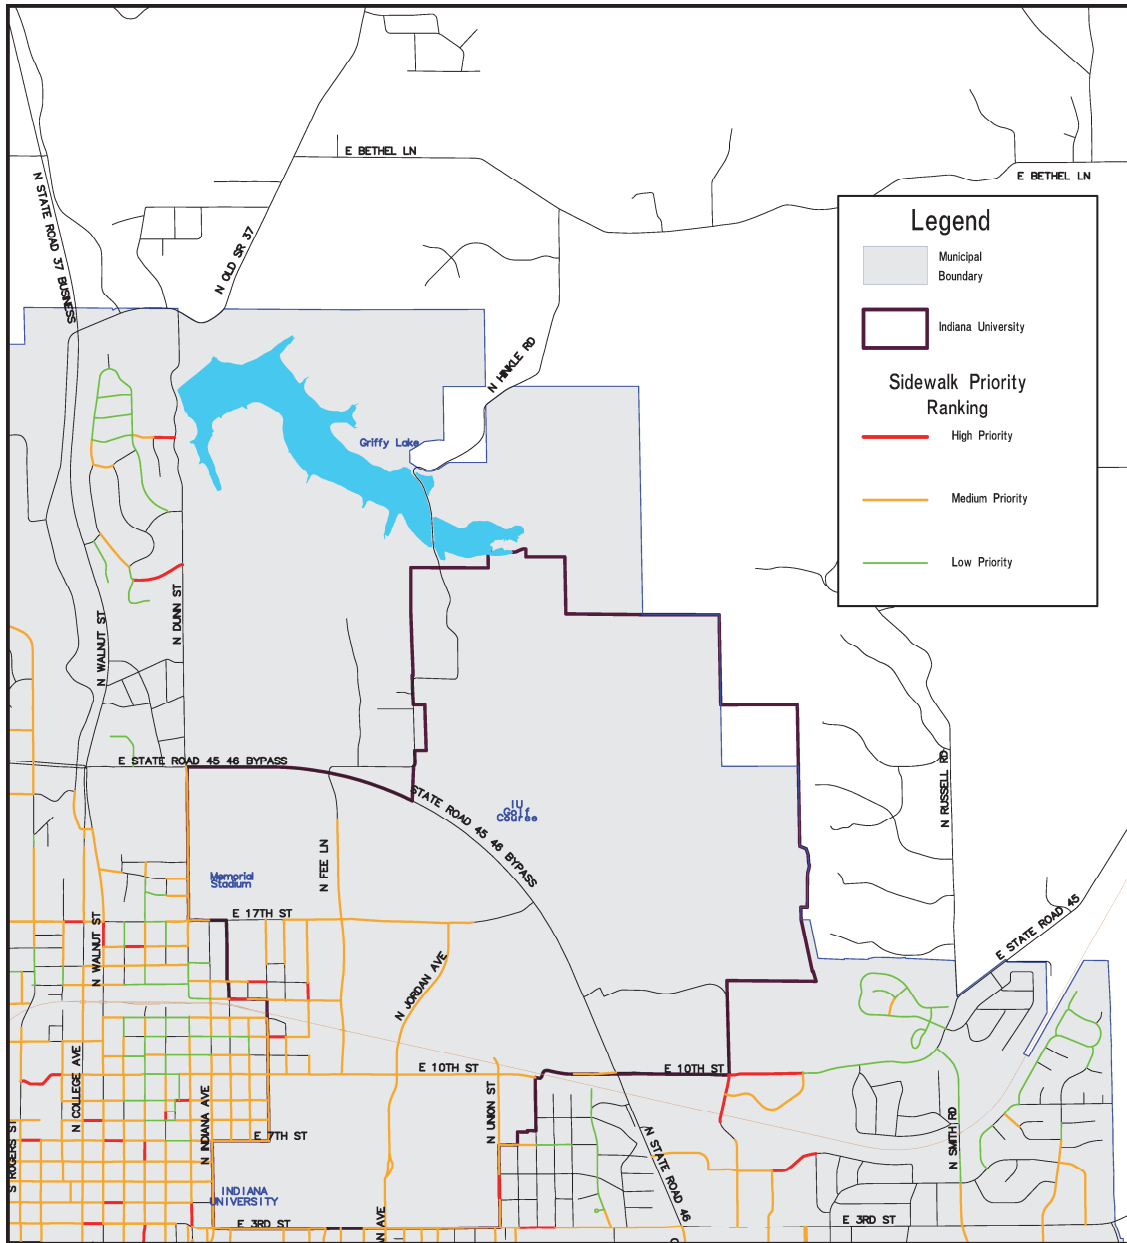 E BETHEL LN
E BETHEL LN
N STATE ROAD 37 BUSINESS
N OLD SR 37
Legend
Municipal
Boundary
Indiana University
Sidewalk Priority
Ranking
High Priority
Medium Priority
Low Priority
N HINKLE RD
Griffy Lake
N DUNN ST
N WALNUT ST
E STATE ROAD 45 46 BYPASS
STATE ROAD 45 46 BYPASS
IU
Golf
Course
N RUSSELL RD
N FEE LN
Memorial
Stadium
E 17TH ST
N WALNUT ST
E STATE ROAD 45
N JORDAN AVE
E 10TH ST
E 10TH ST
N COLLEGE AVE
N INDIANA AVE
N UNION ST
E 7TH ST
N SMITH RD
N STATE ROAD 46
S ROGERS ST
INDIANA
UNIVERSITY
E 3RD ST
E 3RD ST
AN AVE